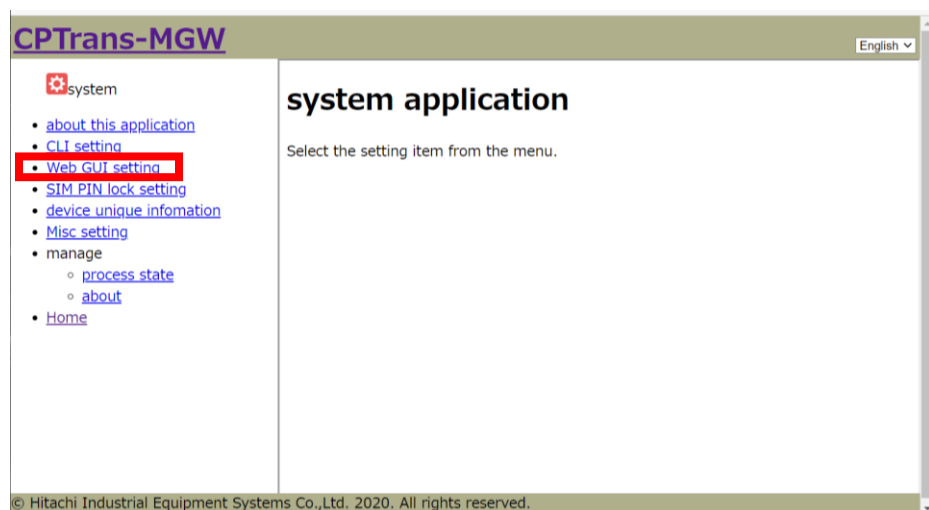 CPTrans-MGW
English
system
about this application
CLI setting
Web GUI setting
SIM PIN lock setting
device unique infomation
Misc setting
manage
process state
about
Home
system application
Select the setting item from the menu.
© Hitachi Industrial Equipment Systems Co.,Ltd. 2020. All rights reserved.